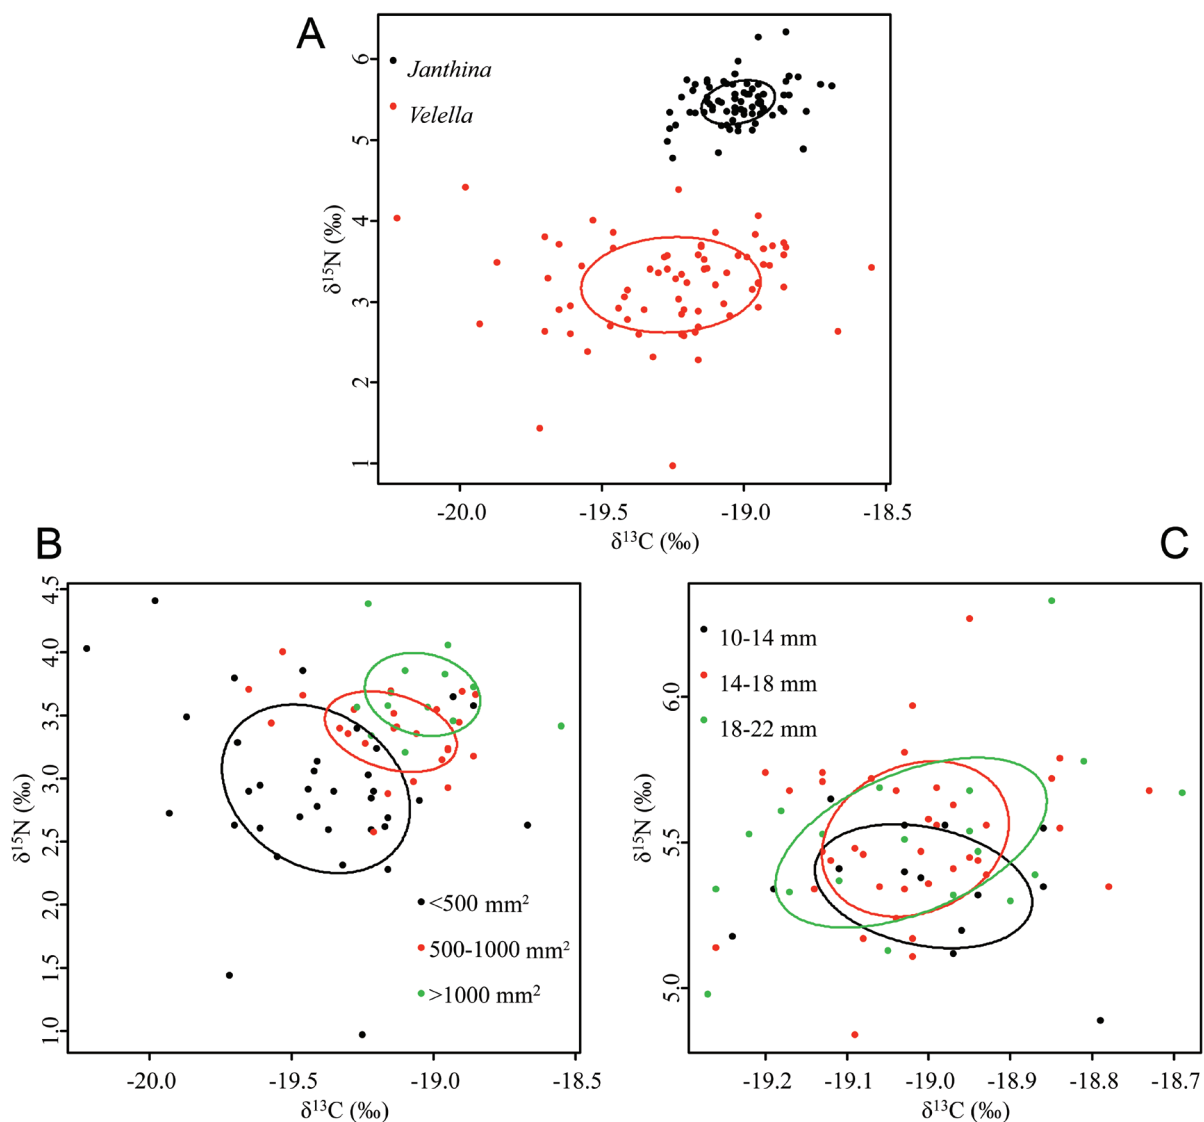 A
Janthina
Velella
6
5
4
3
2
1
δ¹⁵N (‰)
-20.0 -19.5 -19.0 -18.5
δ¹³C (‰)
B
4.5
4.0
3.5
3.0
2.5
2.0
1.5
1.0
δ¹⁵N (‰)
<500 mm²
500-1000 mm²
>1000 mm²
-20.0 -19.5 -19.0 -18.5
δ¹³C (‰)
C
10-14 mm
14-18 mm
18-22 mm
6.0
5.5
5.0
δ¹⁵N (‰)
-19.2 -19.1 -19.0 -18.9 -18.8 -18.7
δ¹³C (‰)